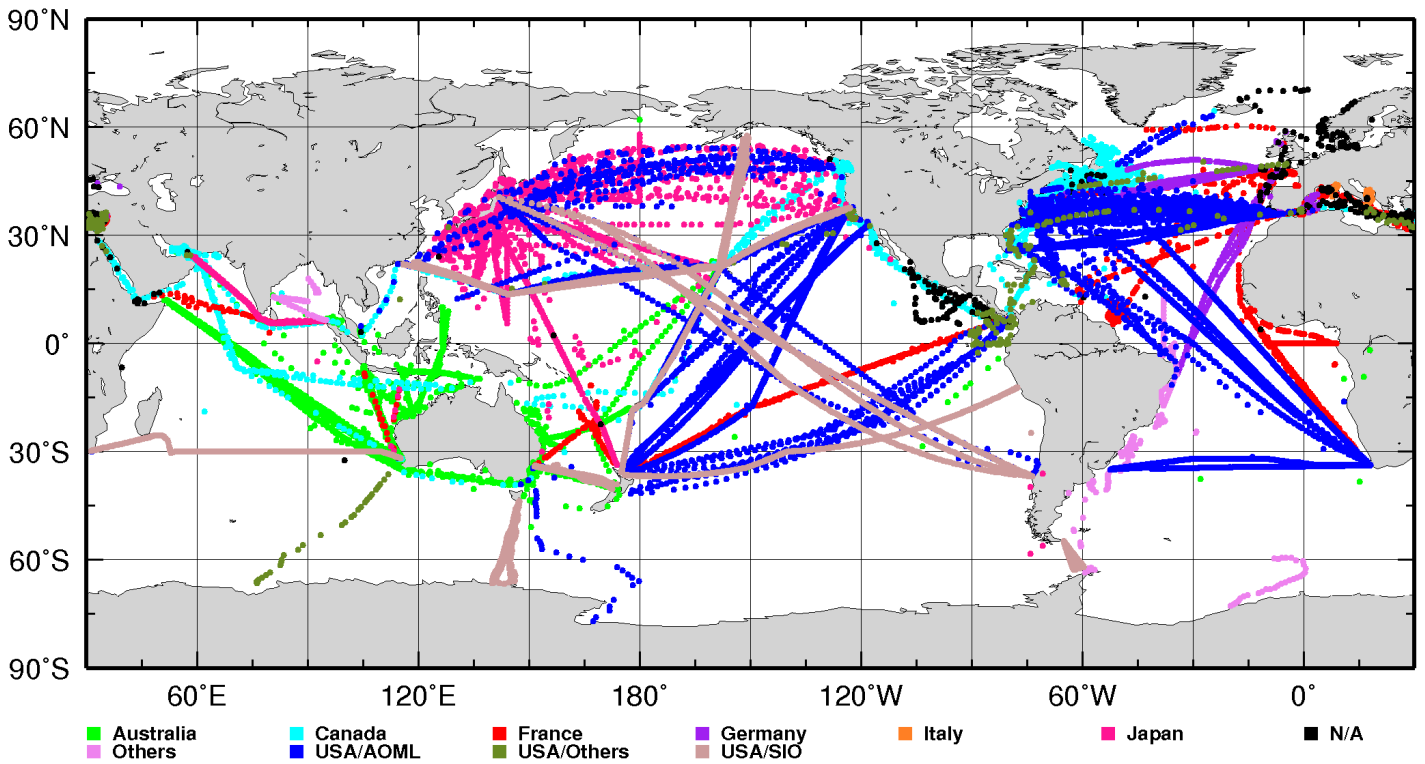 90°N
60°N
30°N
0°
30°S
60°S
90°S
60°E 120°E 180° 120°W 60°W 0°
Australia Canada France Germany Italy Japan N/A
Others USA/AOML USA/Others USA/SIO